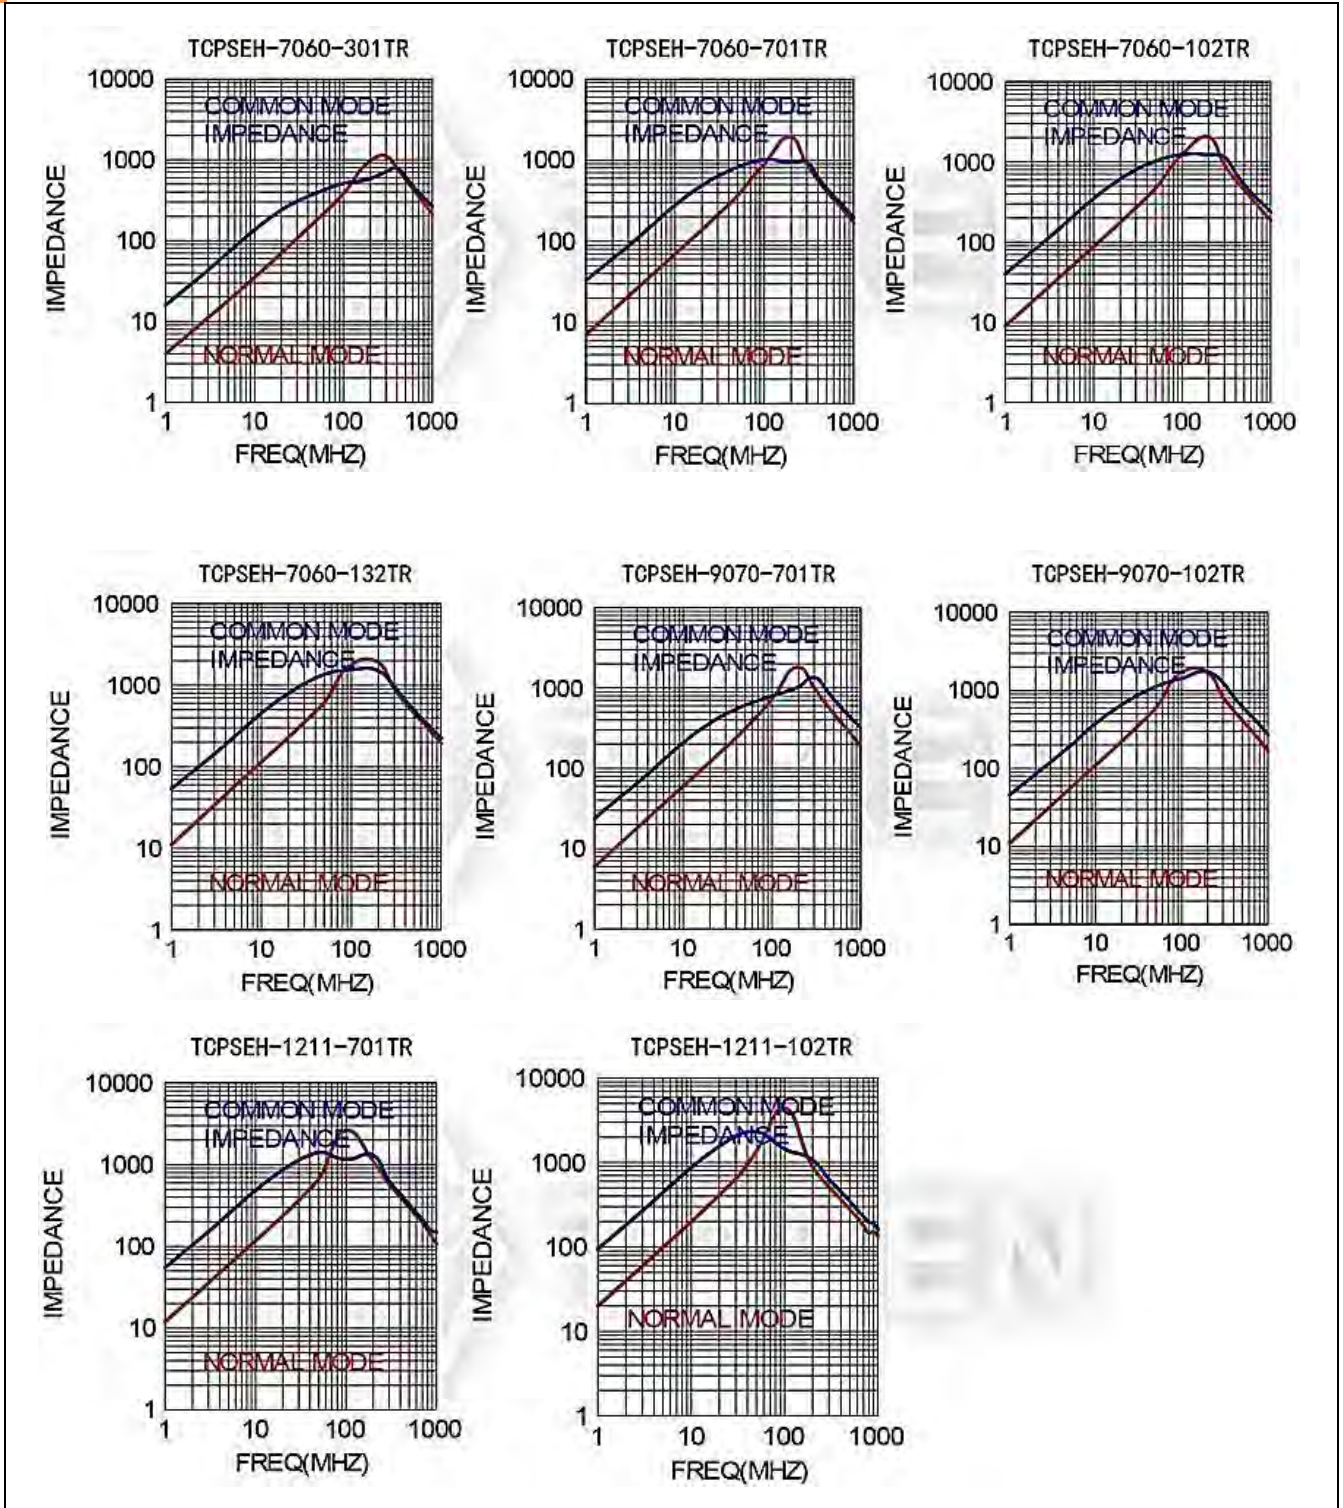 TCPSEH-7060-301TR
10000
1000
100
10
1
COMMON MODE
IMPEDANCE
NORMAL MODE
IMPEDANCE
1 10 100 1000
FREQ(MHZ)
TCPSEH-7060-701TR
10000
1000
100
10
1
COMMON MODE
IMPEDANCE
NORMAL MODE
IMPEDANCE
1 10 100 1000
FREQ(MHZ)
TCPSEH-7060-102TR
10000
1000
100
10
1
COMMON MODE
IMPEDANCE
NORMAL MODE
IMPEDANCE
1 10 100 1000
FREQ(MHZ)
TCPSEH-7060-132TR
10000
1000
100
10
1
COMMON MODE
IMPEDANCE
NORMAL MODE
IMPEDANCE
1 10 100 1000
FREQ(MHZ)
TCPSEH-9070-701TR
10000
1000
100
10
1
COMMON MODE
IMPEDANCE
NORMAL MODE
IMPEDANCE
1 10 100 1000
FREQ(MHZ)
TCPSEH-9070-102TR
10000
1000
100
10
1
COMMON MODE
IMPEDANCE
NORMAL MODE
IMPEDANCE
1 10 100 1000
FREQ(MHZ)
TCPSEH-1211-701TR
10000
1000
100
10
1
COMMON MODE
IMPEDANCE
NORMAL MODE
IMPEDANCE
1 10 100 1000
FREQ(MHZ)
TCPSEH-1211-102TR
10000
1000
100
10
1
COMMON MODE
IMPEDANCE
NORMAL MODE
IMPEDANCE
1 10 100 1000
FREQ(MHZ)